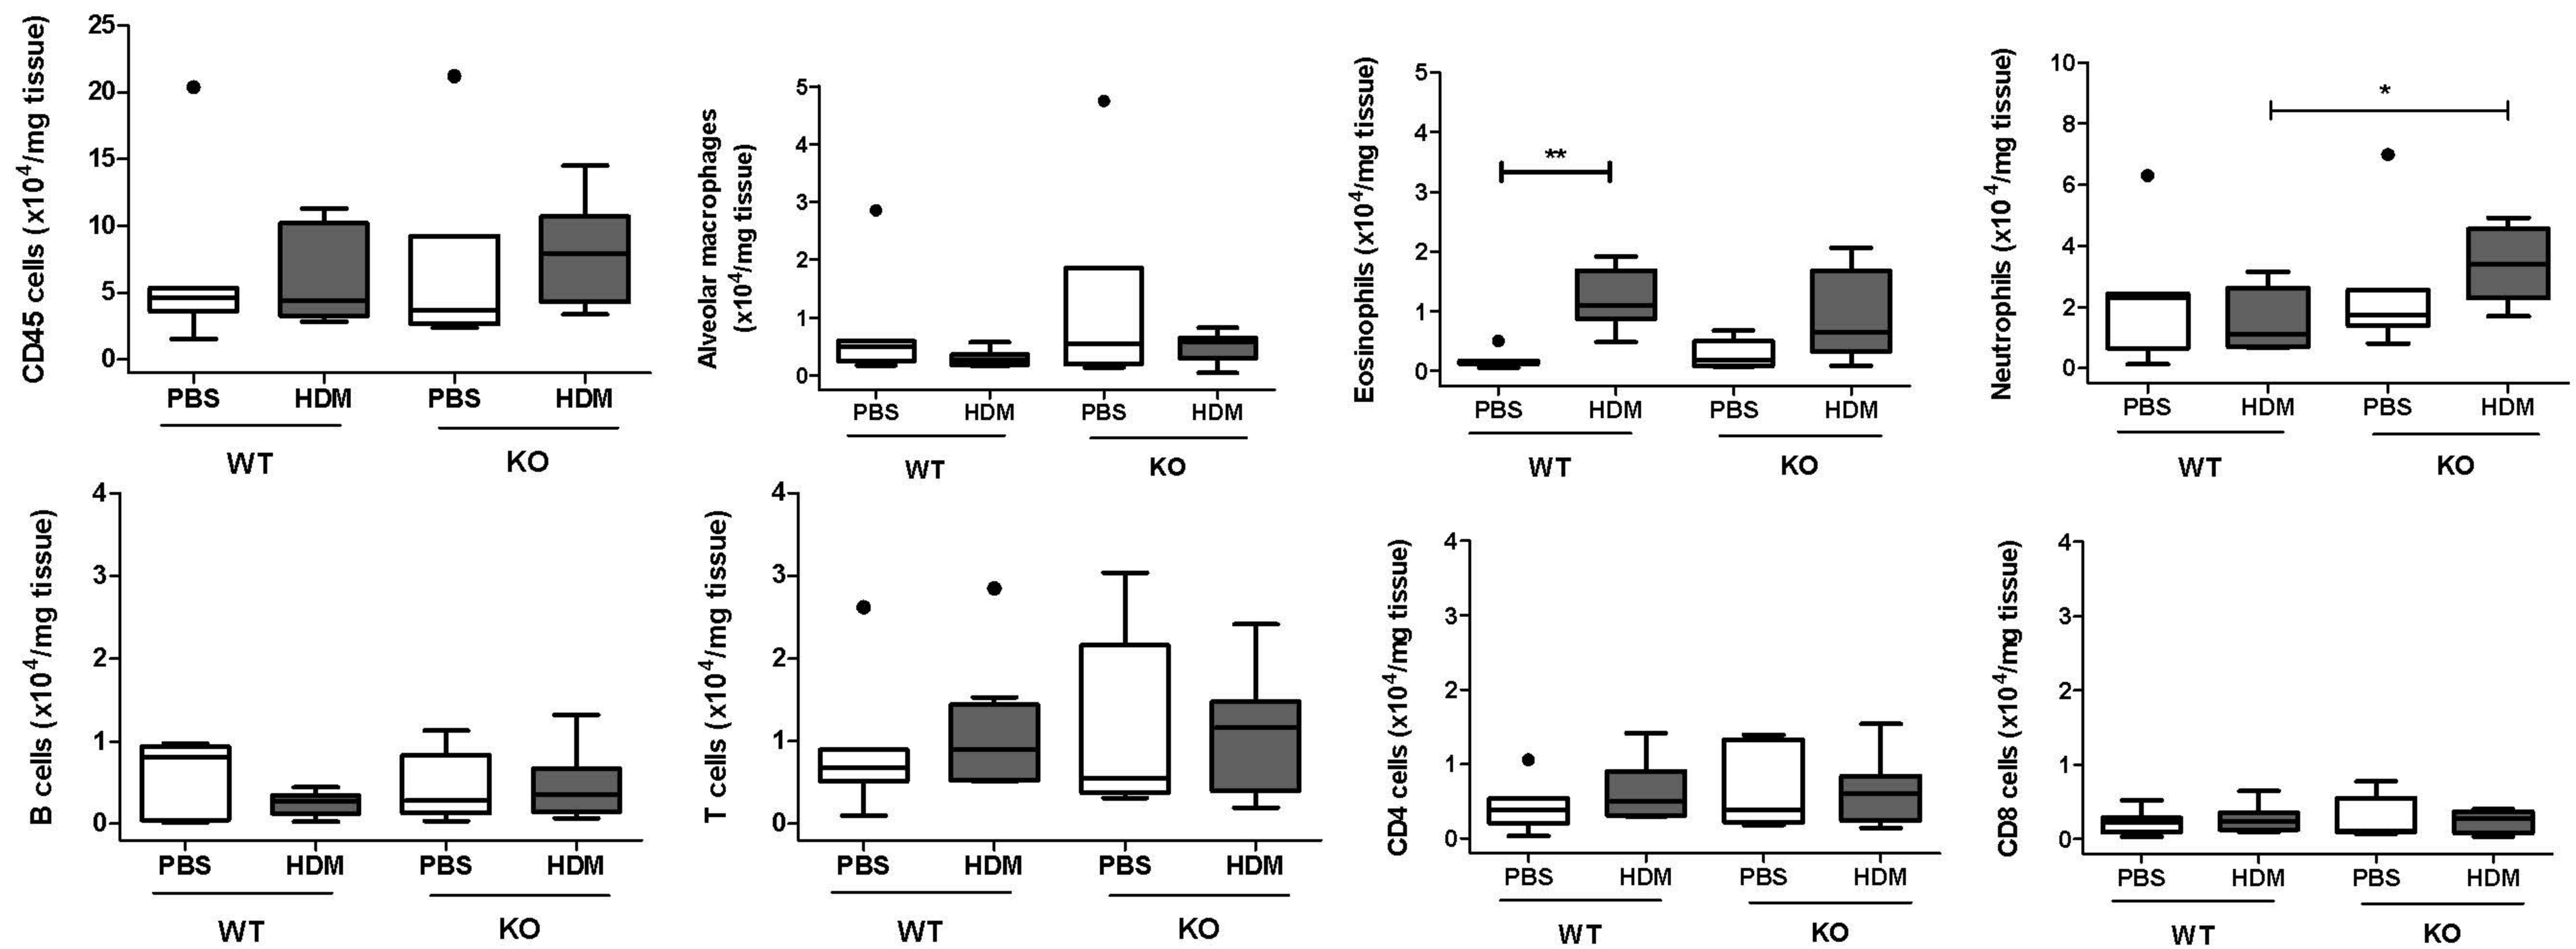 CD45 cells (x10⁴/mg tissue)
25
20
15
10
5
0
PBS HDM PBS HDM
WT KO
Alveolar macrophages
(x10⁴/mg tissue)
5
4
3
2
1
0
PBS HDM PBS HDM
WT KO
Eosinophils (x10⁴/mg tissue)
5
4
3
2
1
0
**
PBS HDM PBS HDM
WT KO
Neutrophils (x10⁴/mg tissue)
10
8
6
4
2
0
*
PBS HDM PBS HDM
WT KO
B cells (x10⁴/mg tissue)
4
3
2
1
0
PBS HDM PBS HDM
WT KO
T cells (x10⁴/mg tissue)
4
3
2
1
0
PBS HDM PBS HDM
WT KO
CD4 cells (x10⁴/mg tissue)
4
3
2
1
0
PBS HDM PBS HDM
WT KO
CD8 cells (x10⁴/mg tissue)
4
3
2
1
0
PBS HDM PBS HDM
WT KO